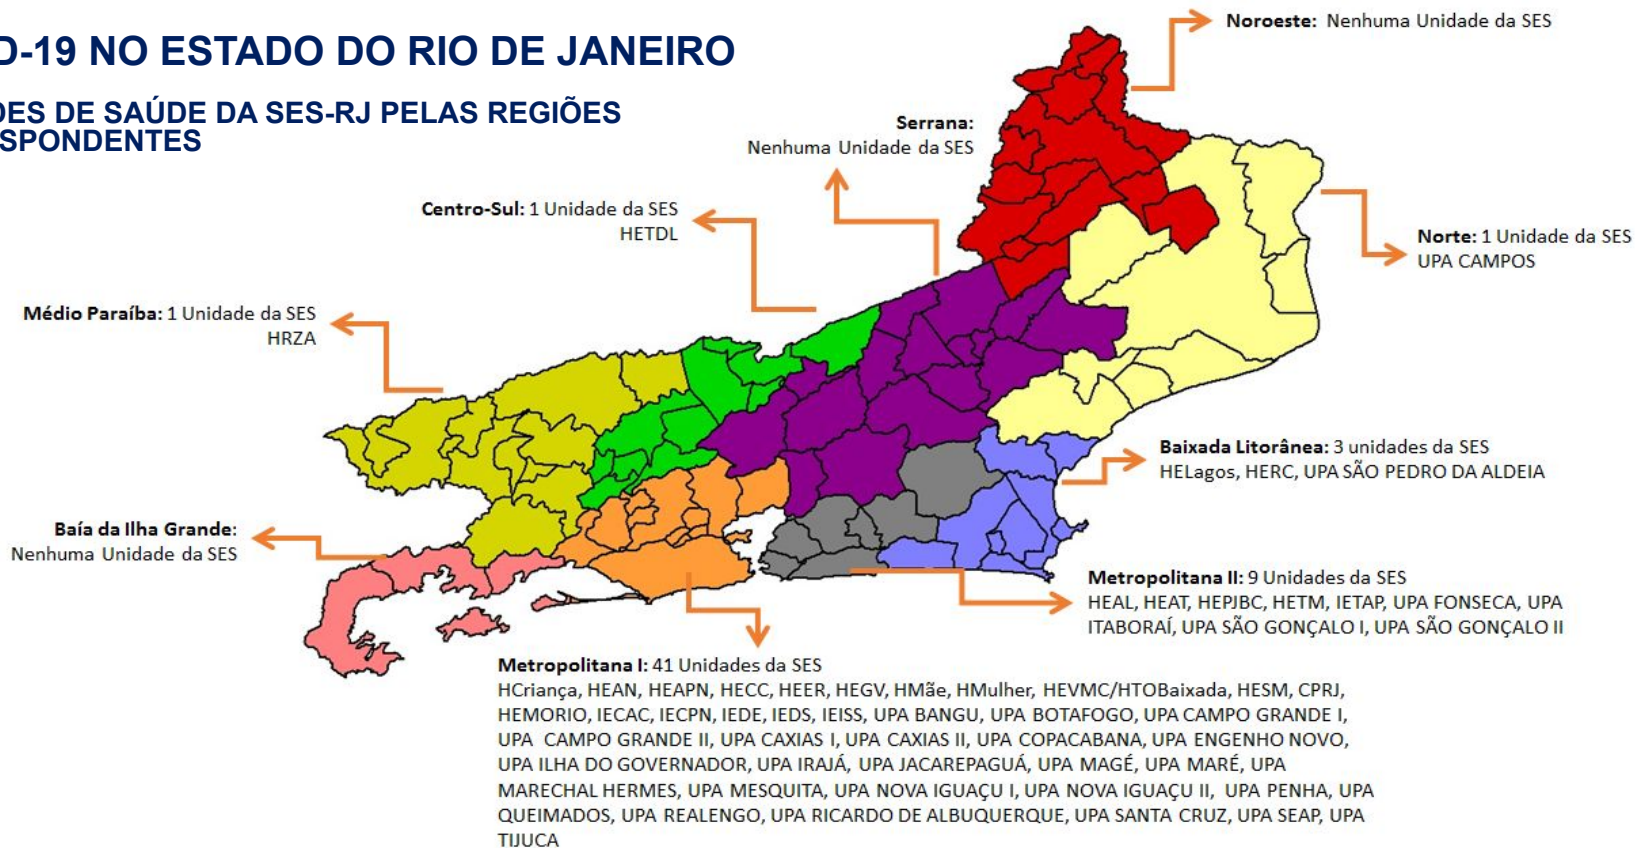 D-19 NO ESTADO DO RIO DE JANEIRO
DES DE SAÚDE DA SES-RJ PELAS REGIÕES
SPONDENTES
Noroeste: Nenhuma Unidade da SES
Serrana:
Nenhuma Unidade da SES
Centro-Sul: 1 Unidade da SES
HETDL
Norte: 1 Unidade da SES
UPA CAMPOS
Médio Paraíba: 1 Unidade da SES
HRZA
Baixada Litorânea: 3 unidades da SES
HELagos, HERC, UPA SÃO PEDRO DA ALDEIA
Baía da Ilha Grande:
Nenhuma Unidade da SES
Metropolitana II: 9 Unidades da SES
HEAL, HEAT, HEPJBC, HETM, IETAP, UPA FONSECA, UPA
ITABORAÍ, UPA SÃO GONÇALO I, UPA SÃO GONÇALO II
Metropolitana I: 41 Unidades da SES
HCriança, HEAN, HEAPN, HECC, HEER, HEGV, HMãe, HMulher, HEVMC/HTOBaixada, HESM, CPRJ,
HEMORIO, IECAC, IECPN, IEDE, IEDS, IEISS, UPA BANGU, UPA BOTAFOGO, UPA CAMPO GRANDE I,
UPA CAMPO GRANDE II, UPA CAXIAS I, UPA CAXIAS II, UPA COPACABANA, UPA ENGENHO NOVO,
UPA ILHA DO GOVERNADOR, UPA IRAJÁ, UPA JACAREPAGUÁ, UPA MAGÉ, UPA MARÉ, UPA
MARECHAL HERMES, UPA MESQUITA, UPA NOVA IGUAÇU I, UPA NOVA IGUAÇU II, UPA PENHA, UPA
QUEIMADOS, UPA REALENGO, UPA RICARDO DE ALBUQUERQUE, UPA SANTA CRUZ, UPA SEAP, UPA
TIJUCA